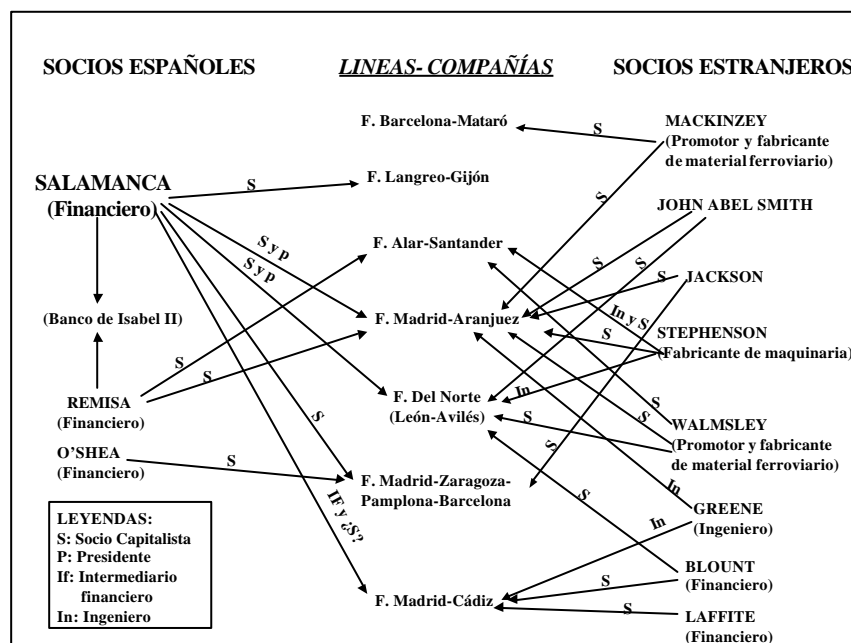 SOCIOS ESPAÑOLES
LINEAS- COMPAÑÍAS
SOCIOS ESTRANJEROS
F. Barcelona-Mataró
S
MACKINZEY
(Promotor y fabricante
de material ferroviario)
SALAMANCA
(Financiero)
S
F. Langreo-Gijón
S
JOHN ABEL SMITH
S y p
S y p
F. Alar-Santander
S
S
S
JACKSON
(Banco de Isabel II)
F. Madrid-Aranjuez
In y S
S
STEPHENSON
(Fabricante de maquinaria)
S
S
REMISA
(Financiero)
S
F. Del Norte
(León-Avilés)
In
S
S
S
S
WALMSLEY
(Promotor y fabricante
de material ferroviario)
O'SHEA
(Financiero)
S
F. Madrid-Zaragoza-
Pamplona-Barcelona
IF y ¿S?
S
In
GREENE
(Ingeniero)
In
LEYENDAS:
S: Socio Capitalista
P: Presidente
If: Intermediario
financiero
In: Ingeniero
F. Madrid-Cádiz
S
BLOUNT
(Financiero)
S
LAFFITE
(Financiero)